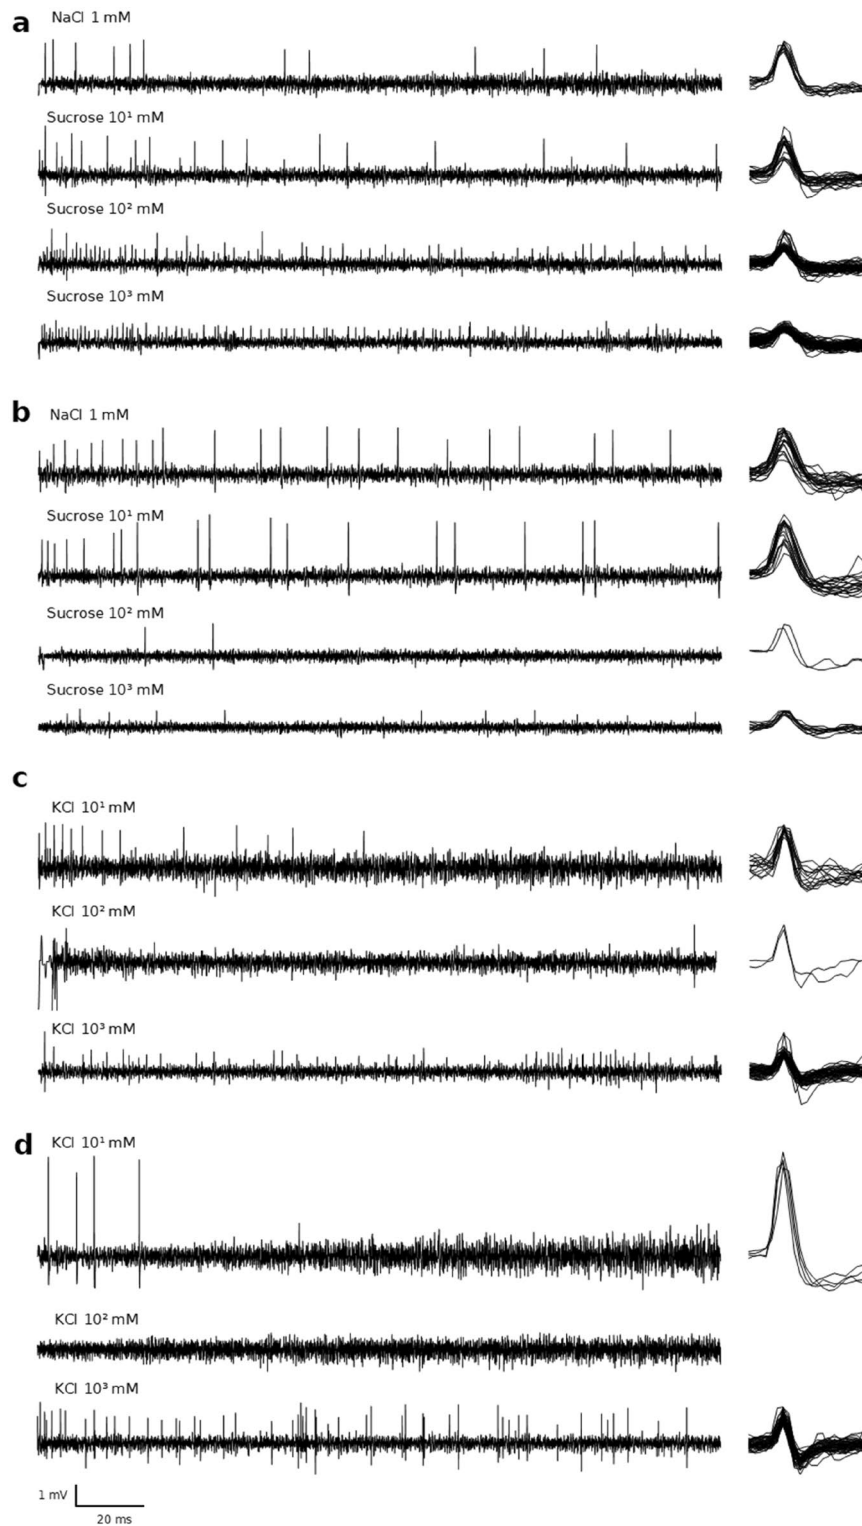 a
NaCl 1 mM
Sucrose 10¹ mM
Sucrose 10² mM
Sucrose 10³ mM
b
NaCl 1 mM
Sucrose 10¹ mM
Sucrose 10² mM
Sucrose 10³ mM
c
KCl 10¹ mM
KCl 10² mM
KCl 10³ mM
d
KCl 10¹ mM
KCl 10² mM
KCl 10³ mM
1 mV
20 ms